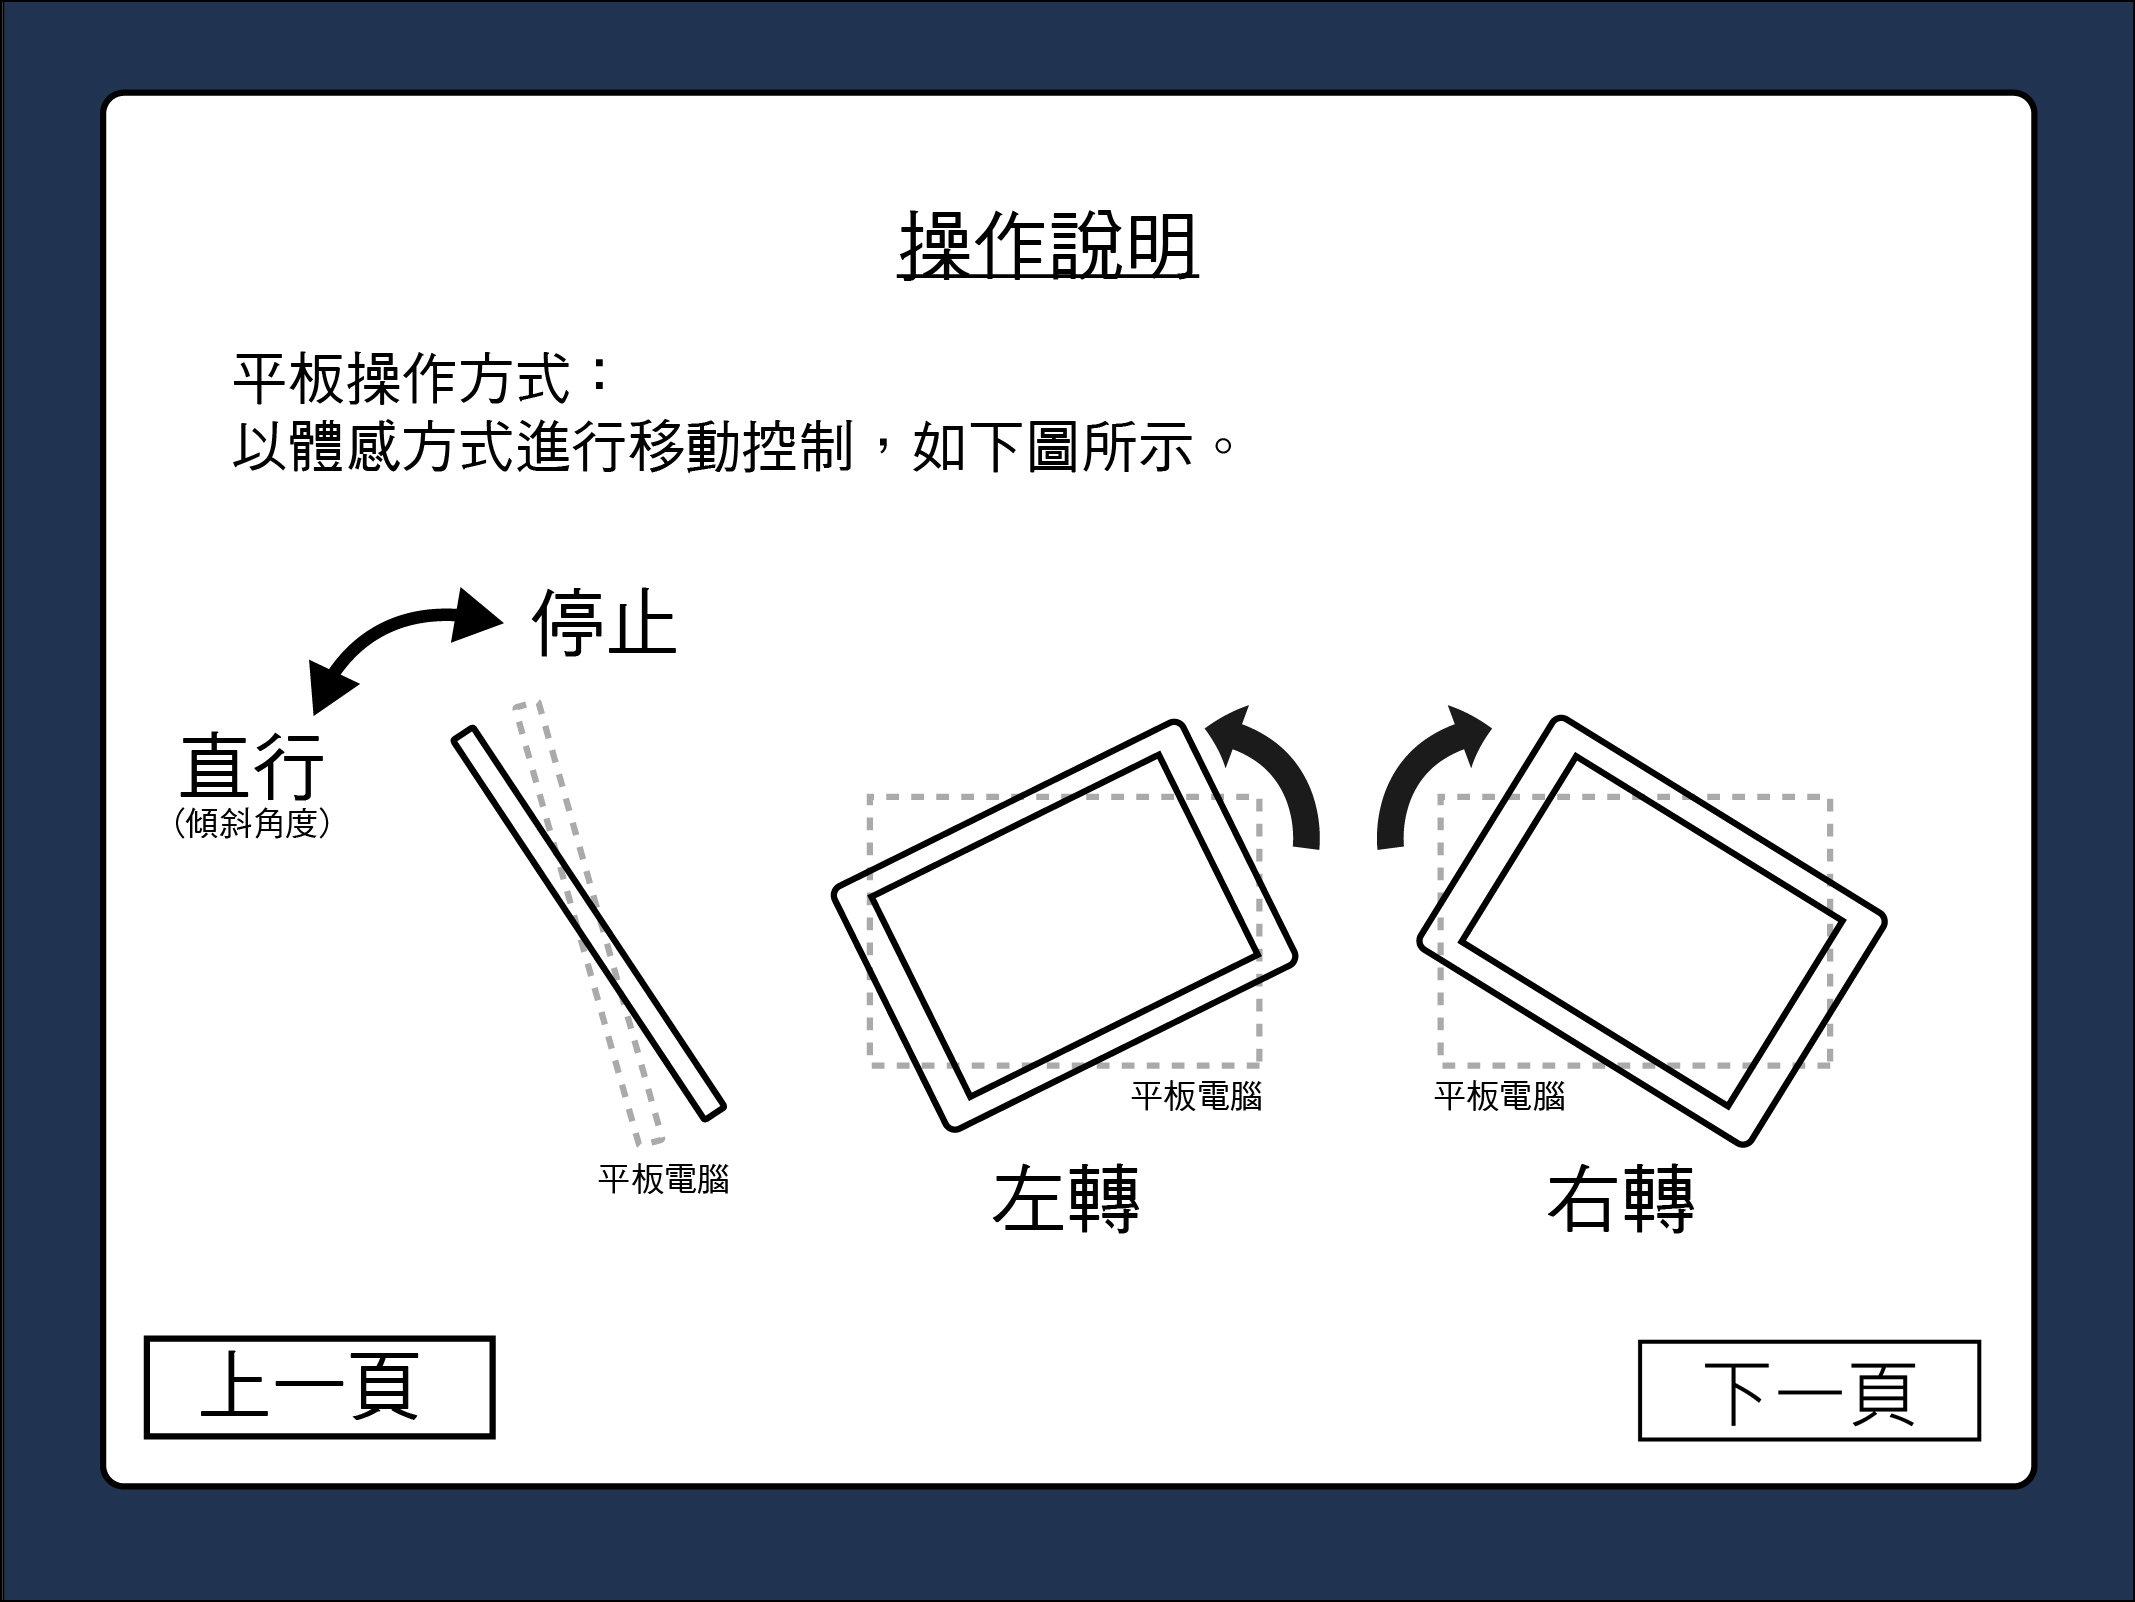 操作說明
平板操作方式：
以體感方式進行移動控制，如下圖所示。
停止
直行
（傾斜角度）
平板電腦
平板電腦
平板電腦
左轉
右轉
上一頁
下一頁